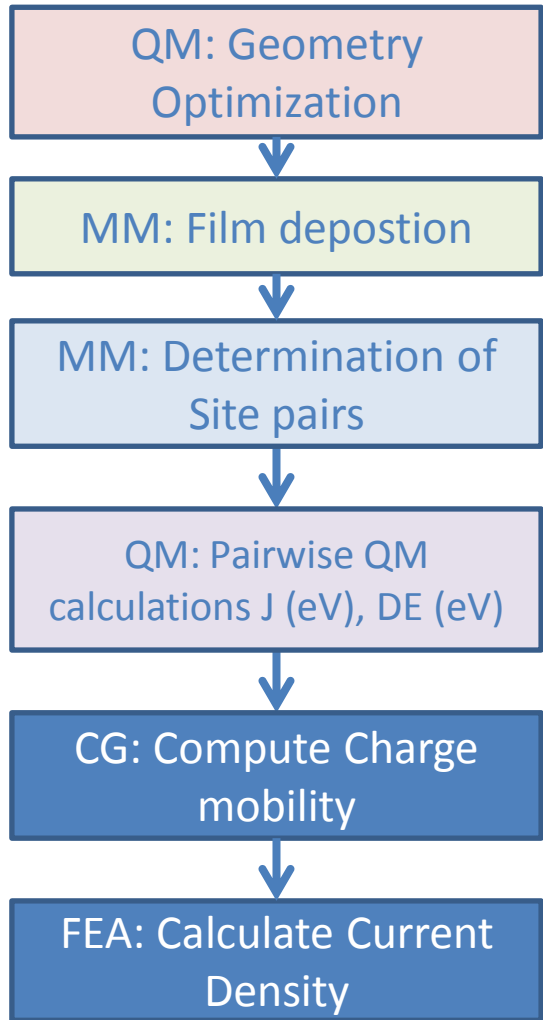 QM: Geometry
Optimization
MM: Film depostion
MM: Determination of
Site pairs
QM: Pairwise QM
calculations J (eV), DE (eV)
CG: Compute Charge
mobility
FEA: Calculate Current
Density